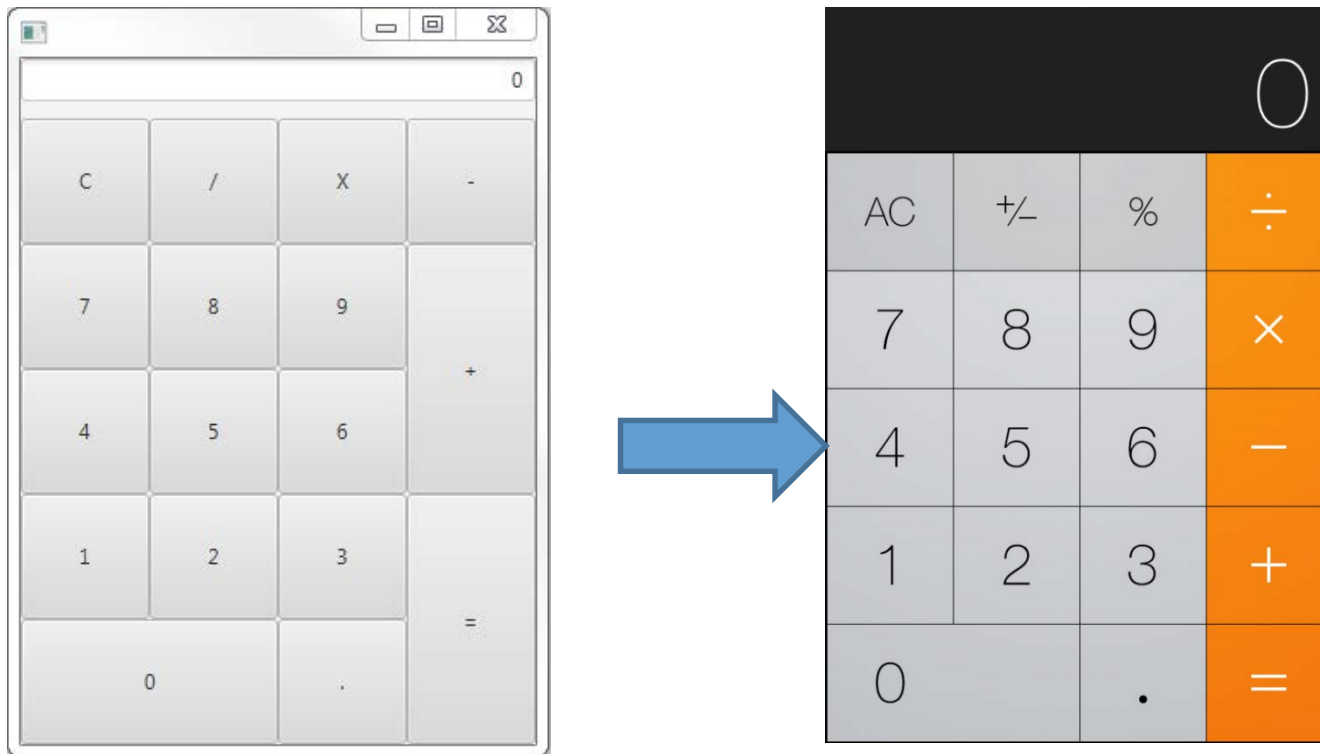 0
C / X -
7 8 9
+
4 5 6
1 2 3
=
0 .
0
AC +/- % ÷
7 8 9 ×
4 5 6 −
1 2 3 +
0 . =